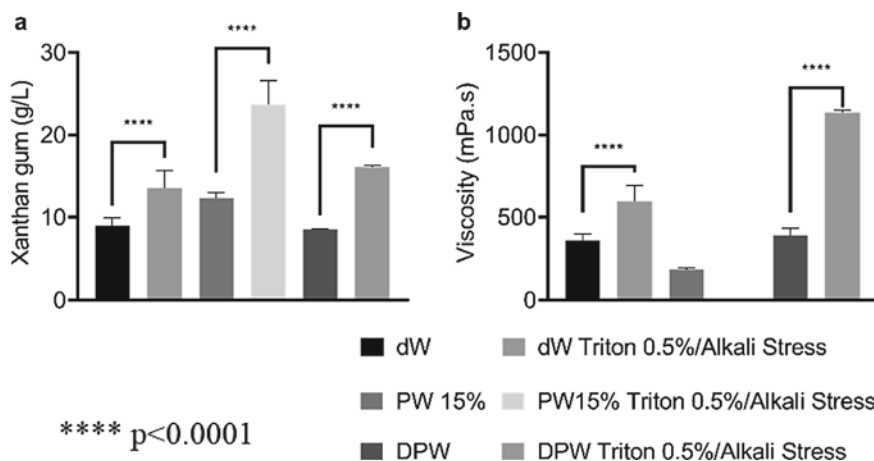 a
b
****
****
****
****
****
Xanthan gum (g/L)
30
20
10
0
Viscosity (mPa.s)
1500
1000
500
0
dW
dW Triton 0.5%/Alkali Stress
PW 15%
PW15% Triton 0.5%/Alkali Stress
DPW
DPW Triton 0.5%/Alkali Stress
**** p<0.0001